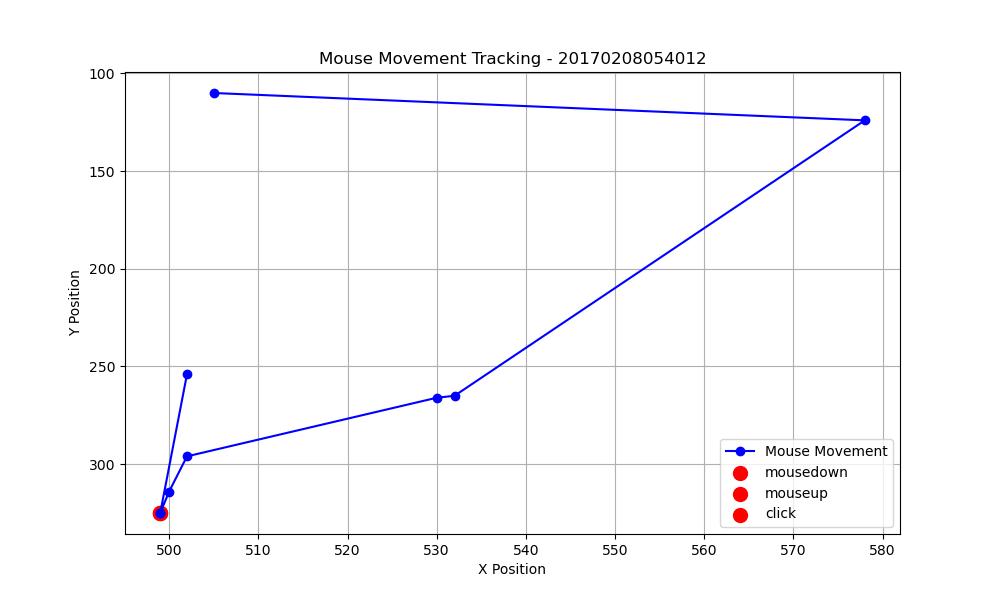 Mouse Movement Tracking - 20170208054012
100
150
200
250
300
Y Position
500 510 520 530 540 550 560 570 580
X Position
Mouse Movement
mousedown
mouseup
click